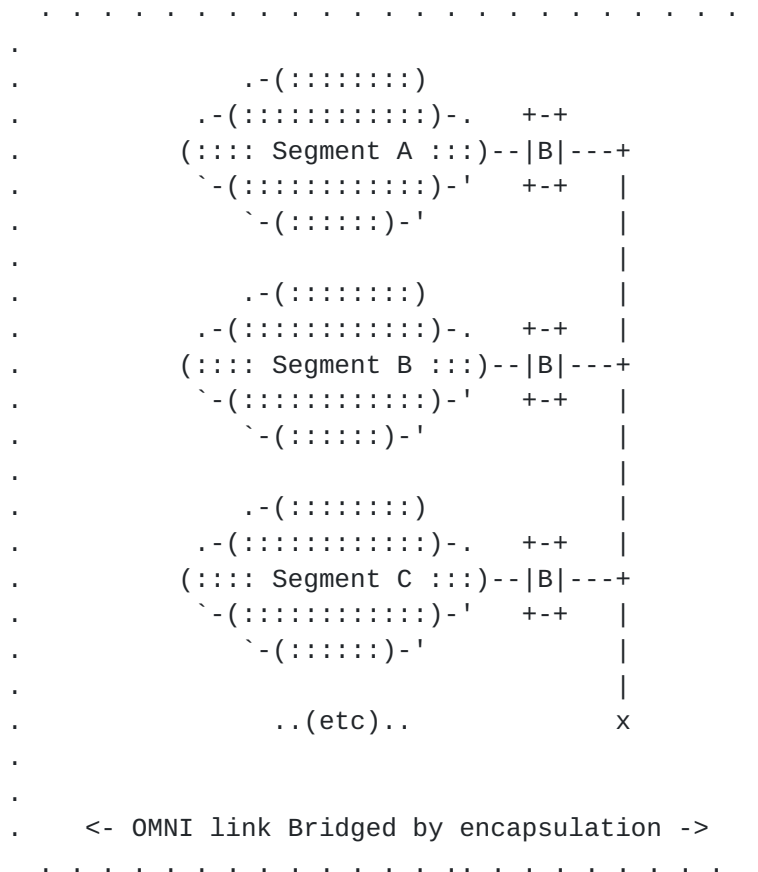 . . . . . . . . . . . . . . . . . . . . . . .
.
.               .-(::::::::)
.            .-(::::::::::::)-.   +-+
.           (:::: Segment A :::)--|B|---+
.            `-(::::::::::::)-'   +-+   |
.               `-(::::::)-'            |
.                                       |
.               .-(::::::::)            |
.            .-(::::::::::::)-.   +-+   |
.           (:::: Segment B :::)--|B|---+
.            `-(::::::::::::)-'   +-+   |
.               `-(::::::)-'            |
.                                       |
.               .-(::::::::)            |
.            .-(::::::::::::)-.   +-+   |
.           (:::: Segment C :::)--|B|---+
.            `-(::::::::::::)-'   +-+   |
.               `-(::::::)-'            |
.                                       |
.                 ..(etc)..             x
.
.
.     <- OMNI link Bridged by encapsulation ->
. . . . . . . . . . . . . .. . . . . . . . .